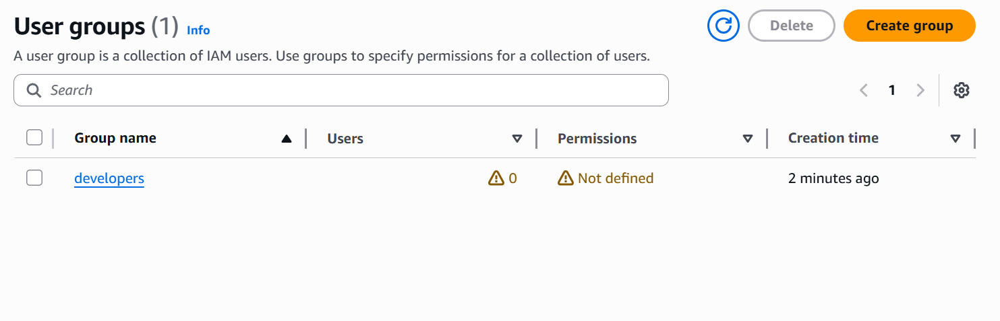 User groups (1) Info
Delete
Create group
A user group is a collection of IAM users. Use groups to specify permissions for a collection of users.
Search
1
Group name Users Permissions Creation time
developers 0 Not defined 2 minutes ago